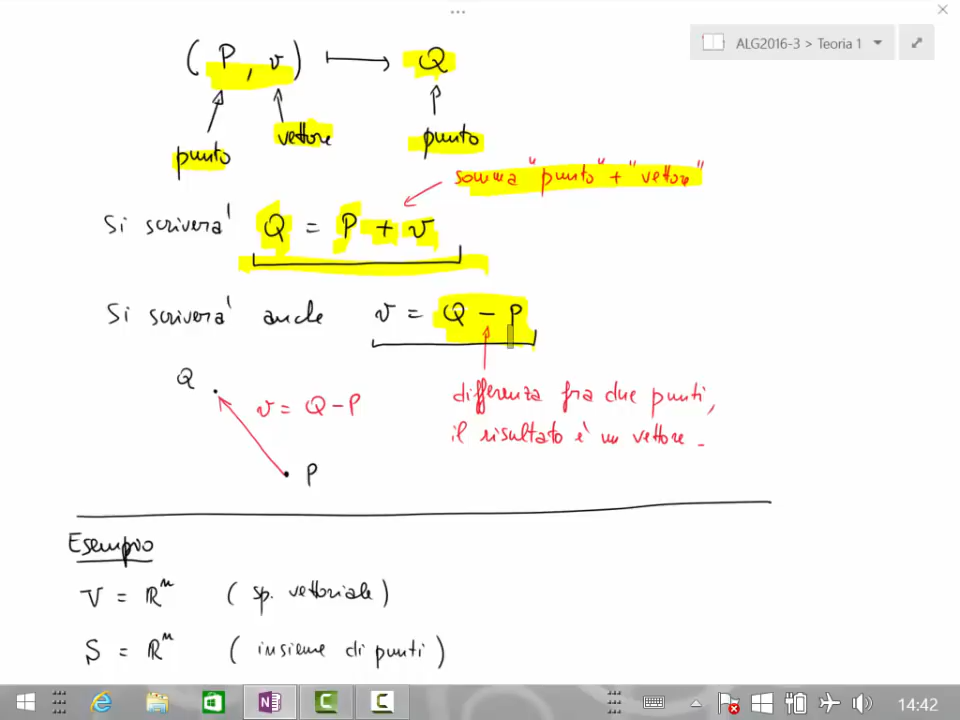 ...
ALG2016-3 > Teoria 1
( P , v ) ⟼ Q
punto vettore punto
somma "punto" + "vettore"
Si scriverà Q = P + v
Si scriverà anche v = Q - P
Q
v = Q - P
P
differenza fra due punti,
il risultato è un vettore.
Esempio
V = ℝⁿ ( sp. vettoriale )
S = ℝⁿ ( insieme di punti )
14:42